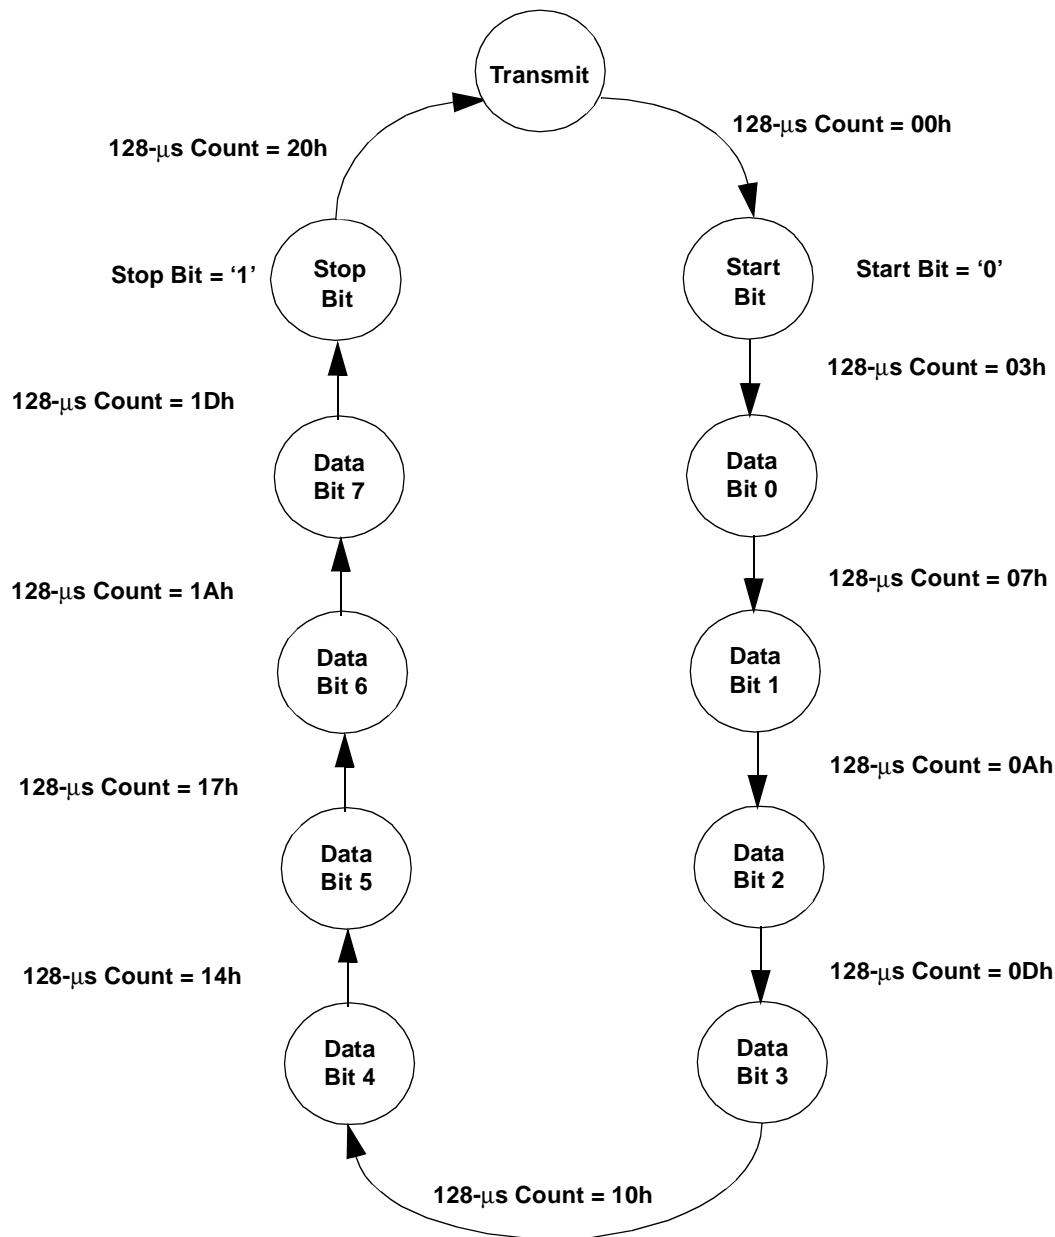 Transmit
128-μs Count = 00h
128-μs Count = 20h
Stop Bit = ‘1’
Stop
Bit
Start
Bit
Start Bit = ‘0’
128-μs Count = 03h
128-μs Count = 1Dh
Data
Bit 7
Data
Bit 0
128-μs Count = 07h
128-μs Count = 1Ah
Data
Bit 6
Data
Bit 1
128-μs Count = 0Ah
128-μs Count = 17h
Data
Bit 5
Data
Bit 2
128-μs Count = 0Dh
128-μs Count = 14h
Data
Bit 4
Data
Bit 3
128-μs Count = 10h